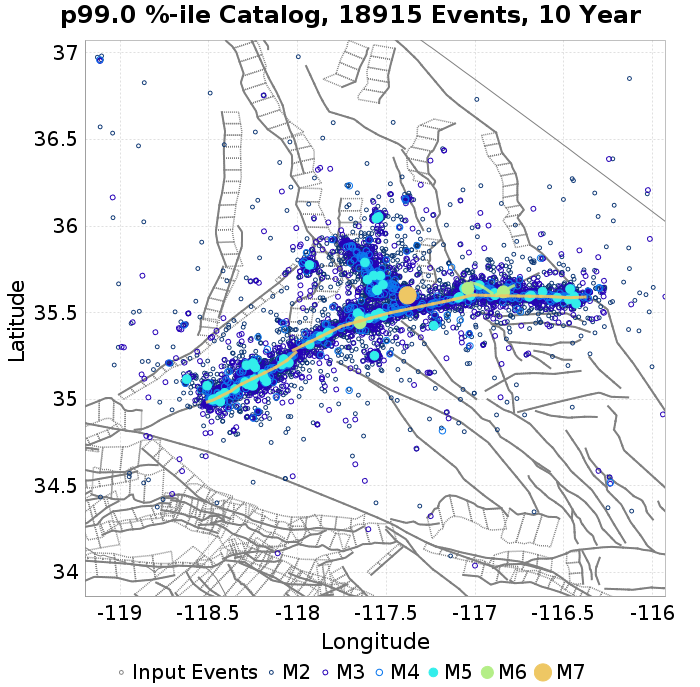 p99.0 %-ile Catalog, 18915 Events, 10 Year
37
36.5
36
35.5
35
34.5
34
Latitude
-119 -118.5 -118 -117.5 -117 -116.5 -116
Longitude
Input Events M2 M3 M4 M5 M6 M7